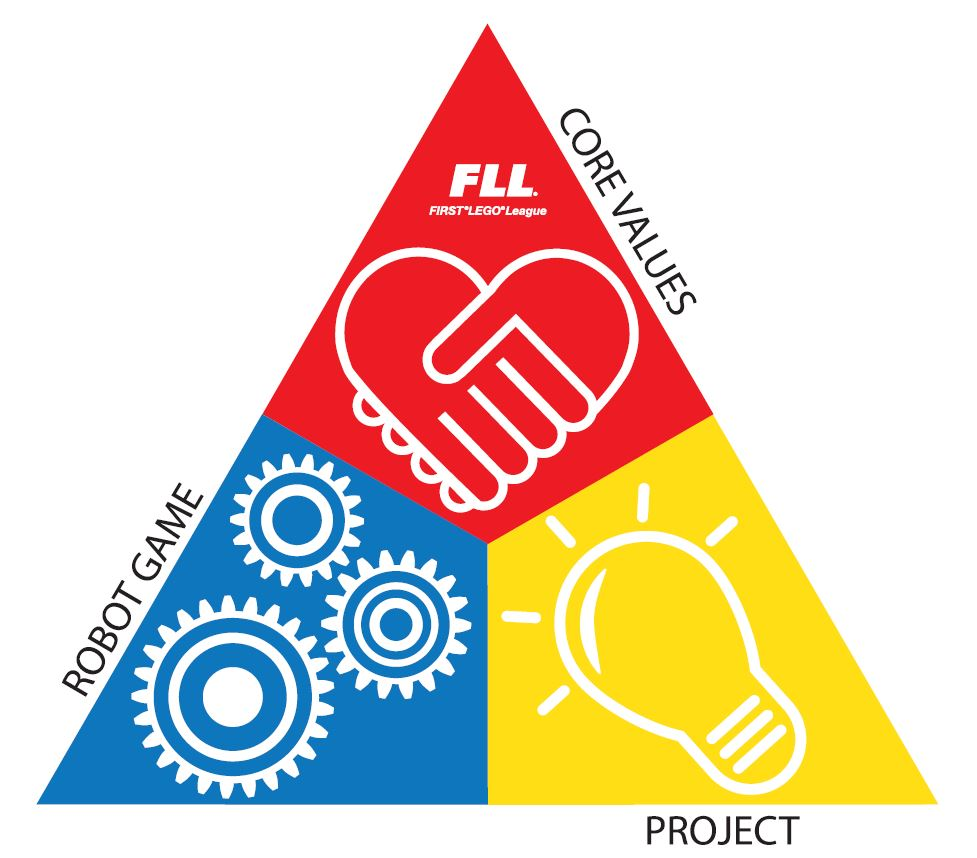 FLL.
FIRST® LEGO® League
CORE VALUES
ROBOT GAME
PROJECT